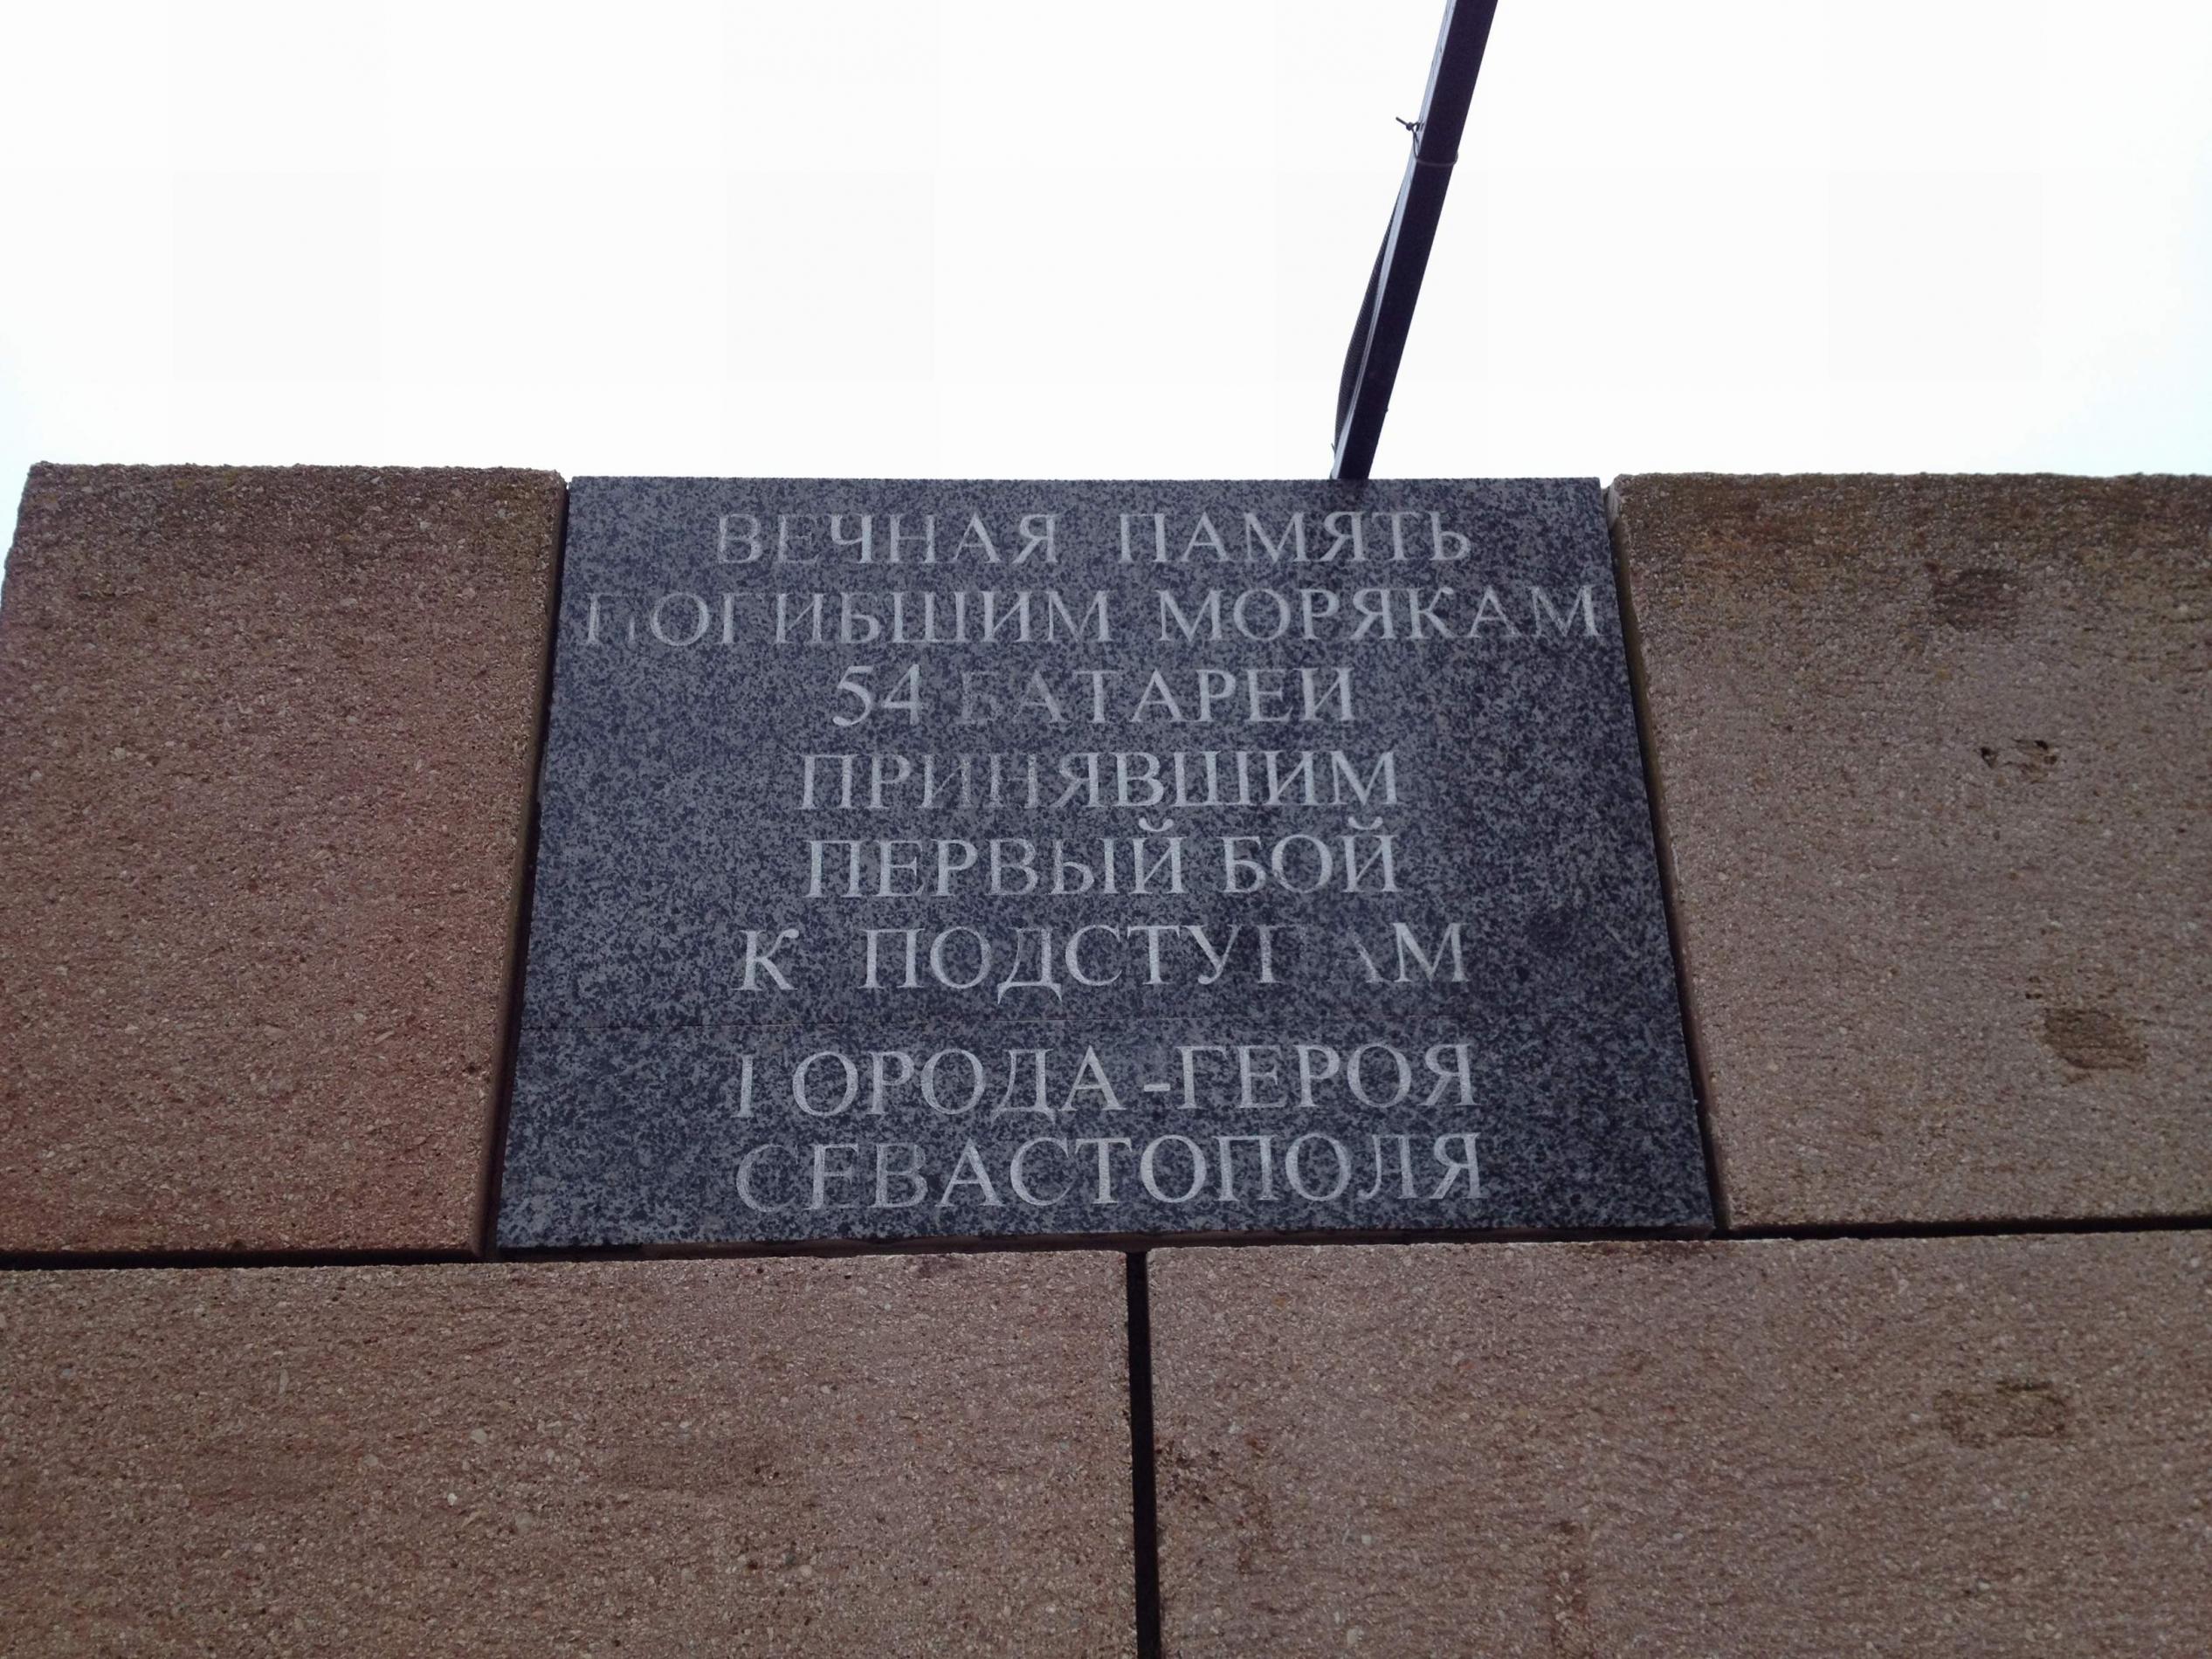 ВЕЧНАЯ ПАМЯТЬ
ПОГИБШИМ МОРЯКАМ
54 БАТАРЕИ
ПРИНЯВШИМ
ПЕРВЫЙ БОЙ
К ПОДСТУПАМ
ГОРОДА-ГЕРОЯ
СЕВАСТОПОЛЯ